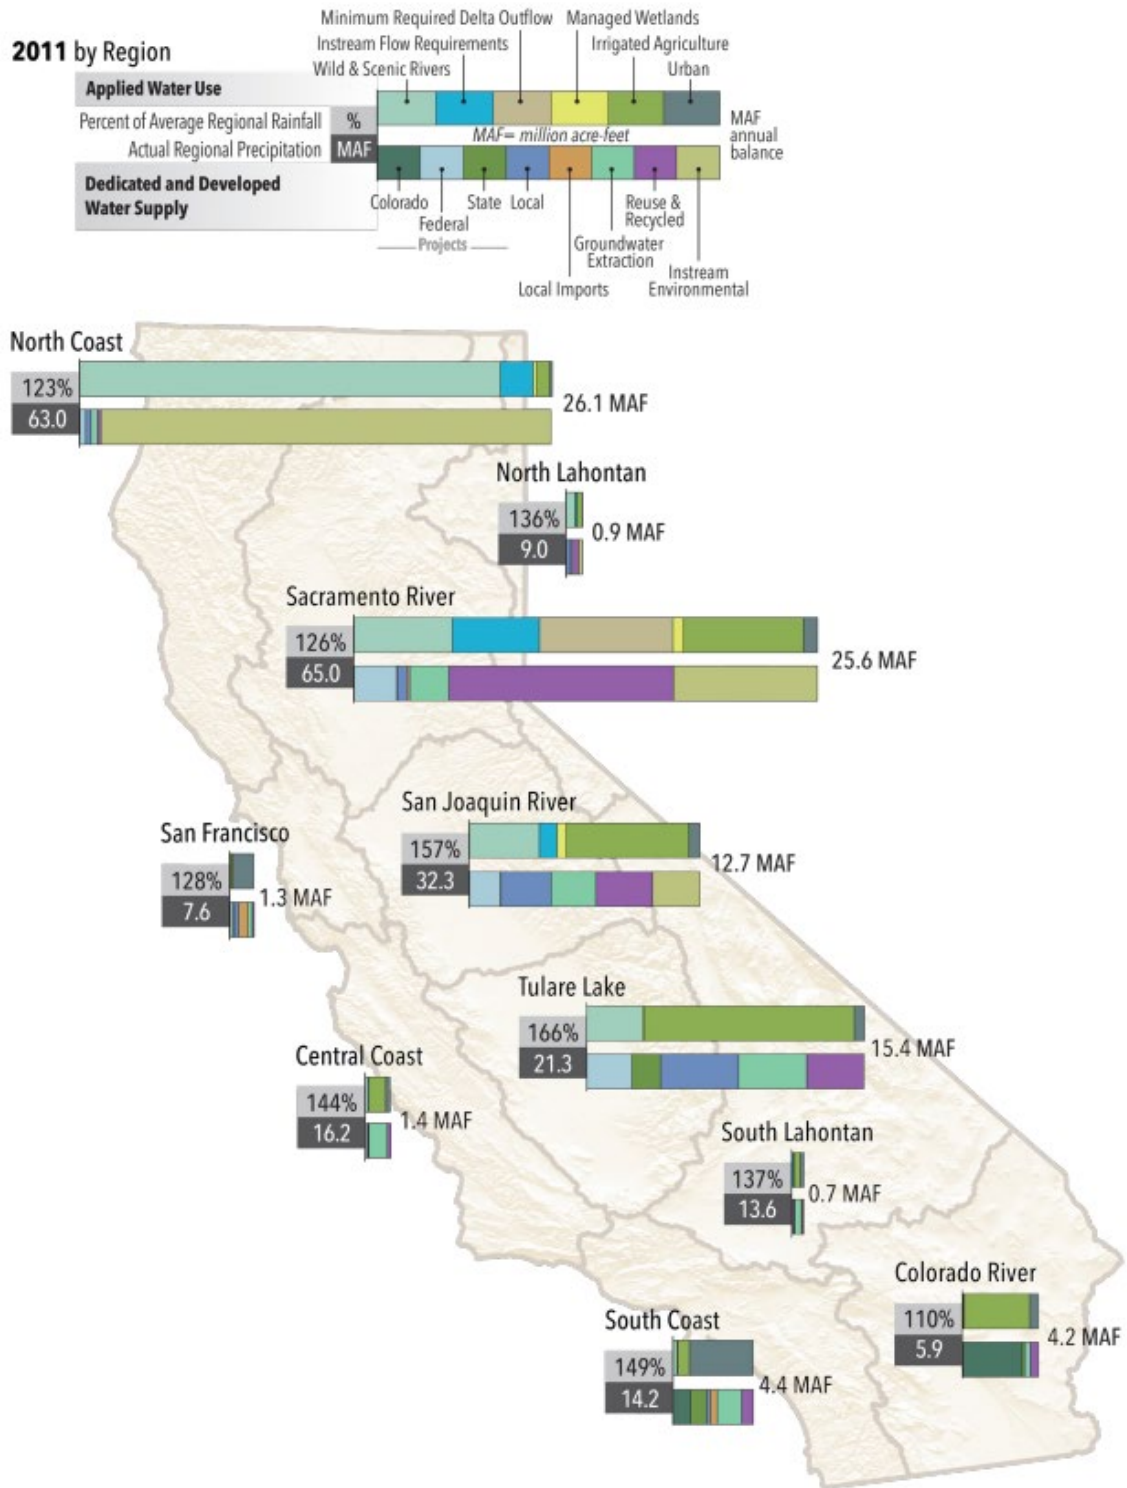 2011 by Region
Minimum Required Delta Outflow
Managed Wetlands
Instream Flow Requirements
Irrigated Agriculture
Wild & Scenic Rivers
Urban
Applied Water Use
Percent of Average Regional Rainfall %
Actual Regional Precipitation MAF
MAF= million acre-feet
MAF
annual
balance
Dedicated and Developed
Water Supply
Colorado
Federal
State
Projects
Local
Local Imports
Groundwater
Extraction
Reuse &
Recycled
Instream
Environmental
North Coast
123%
63.0
26.1 MAF
North Lahontan
136%
9.0
0.9 MAF
Sacramento River
126%
65.0
25.6 MAF
San Joaquin River
157%
32.3
12.7 MAF
San Francisco
128%
7.6
1.3 MAF
Tulare Lake
166%
21.3
15.4 MAF
Central Coast
144%
16.2
1.4 MAF
South Lahontan
137%
13.6
0.7 MAF
Colorado River
110%
5.9
4.2 MAF
South Coast
149%
14.2
4.4 MAF